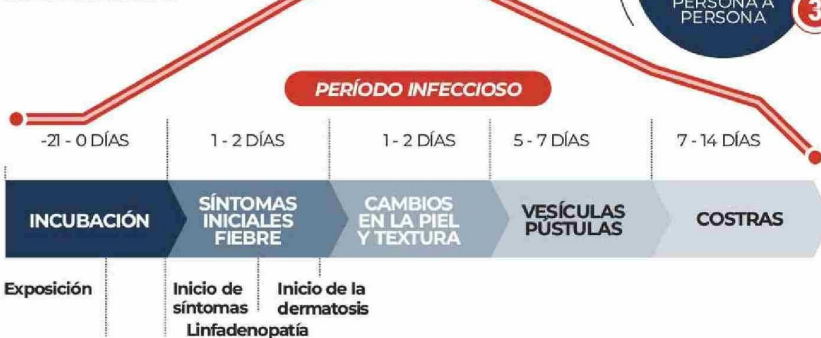 PERSONA A
PERSONA
3
PERÍODO INFECCIOSO
-21 - 0 DÍAS
1 - 2 DÍAS
1 - 2 DÍAS
5 - 7 DÍAS
7 - 14 DÍAS
INCUBACIÓN
SÍNTOMAS
INICIALES
FIEBRE
CAMBIOS
EN LA PIEL
Y TEXTURA
VESÍCULAS
PÚSTULAS
COSTRAS
Exposición
Inicio de
síntomas
Linfadenopatía
Inicio de la
dermatosis